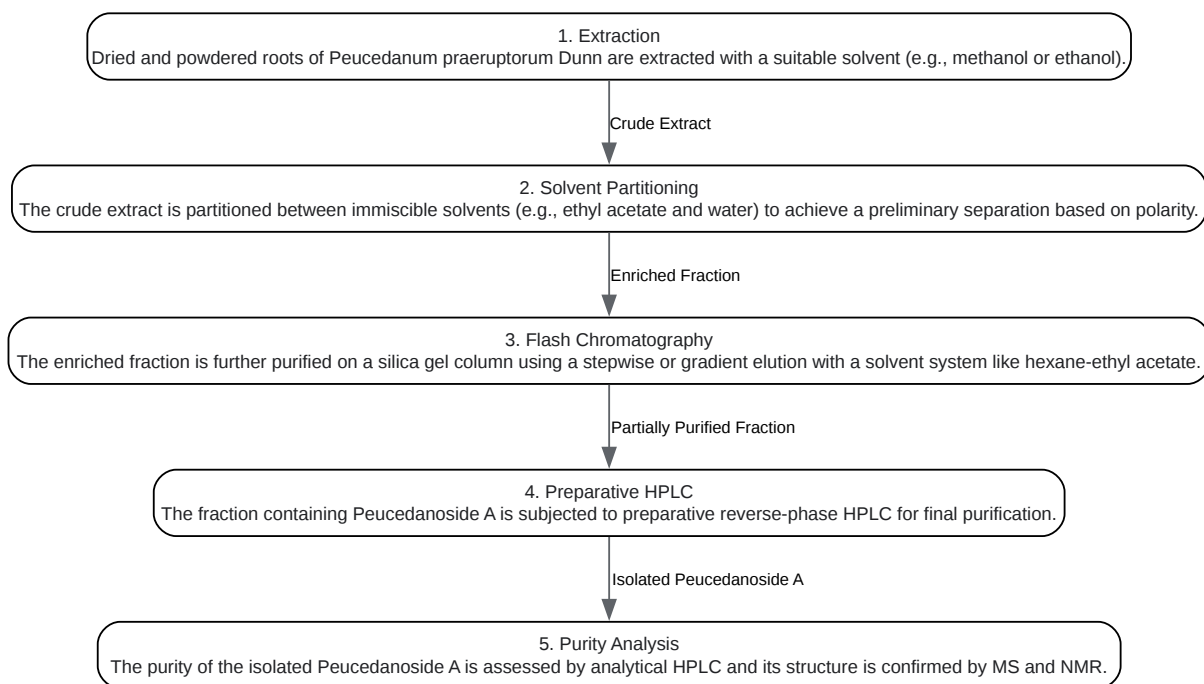 1. Extraction
Dried and powdered roots of Peucedanum praeruptorum Dunn are extracted with a suitable solvent (e.g., methanol or ethanol).
Crude Extract
2. Solvent Partitioning
The crude extract is partitioned between immiscible solvents (e.g., ethyl acetate and water) to achieve a preliminary separation based on polarity.
Enriched Fraction
3. Flash Chromatography
The enriched fraction is further purified on a silica gel column using a stepwise or gradient elution with a solvent system like hexane-ethyl acetate.
Partially Purified Fraction
4. Preparative HPLC
The fraction containing Peucedanoside A is subjected to preparative reverse-phase HPLC for final purification.
Isolated Peucedanoside A
5. Purity Analysis
The purity of the isolated Peucedanoside A is assessed by analytical HPLC and its structure is confirmed by MS and NMR.